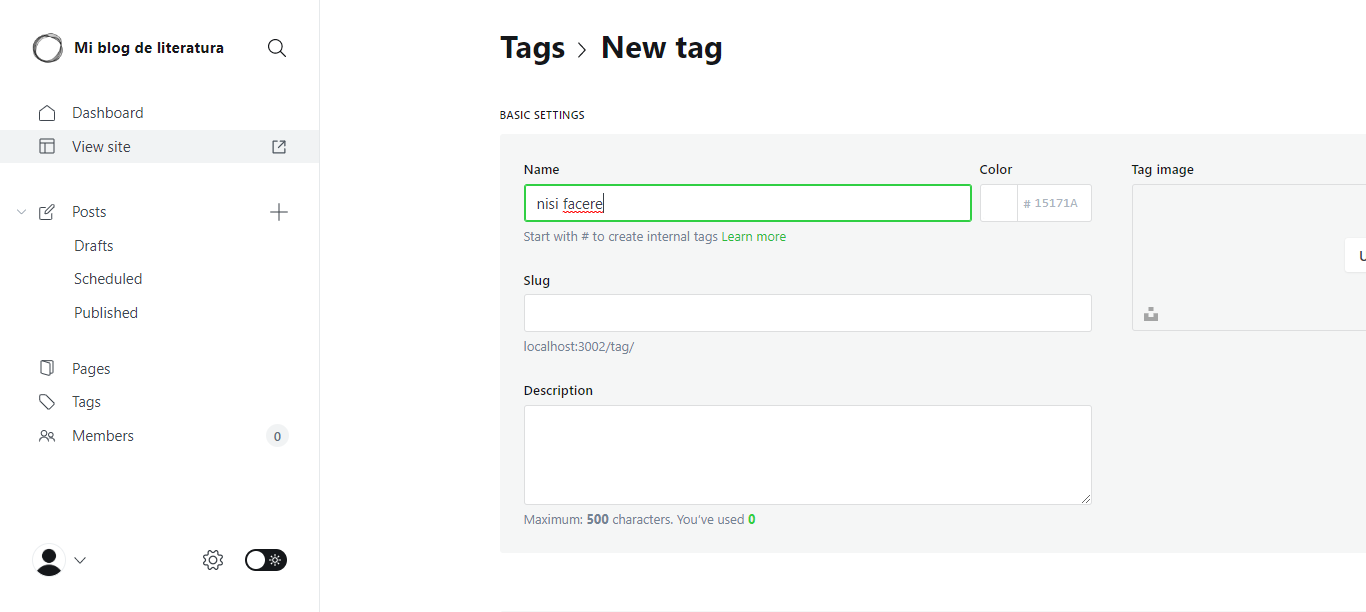 Mi blog de literatura
Dashboard
View site
Posts
Drafts
Scheduled
Published
Pages
Tags
Members 0
Tags › New tag
BASIC SETTINGS
Name
nisi facere
Start with # to create internal tags Learn more
Color
# 15171A
Slug
localhost:3002/tag/
Description
Maximum: 500 characters. You've used 0
Tag image